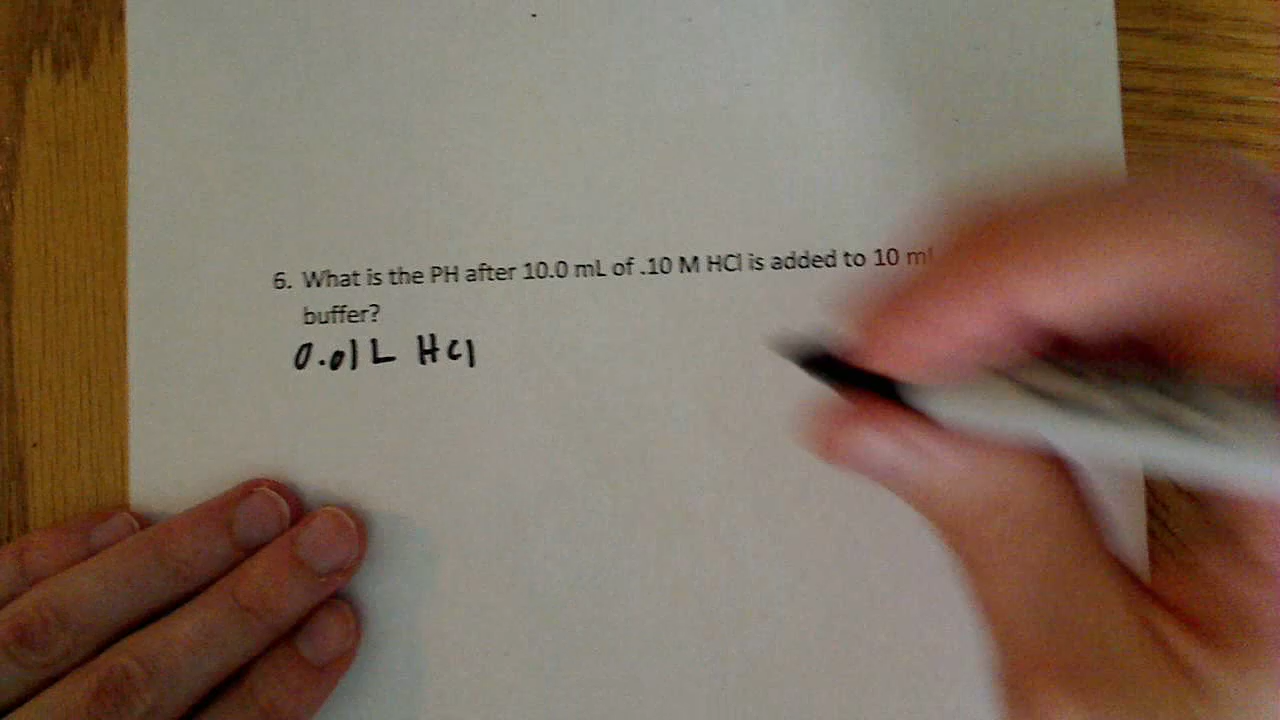 6. What is the PH after 10.0 mL of .10 M HCl is added to 10 ml
buffer?
0.01 L HCl